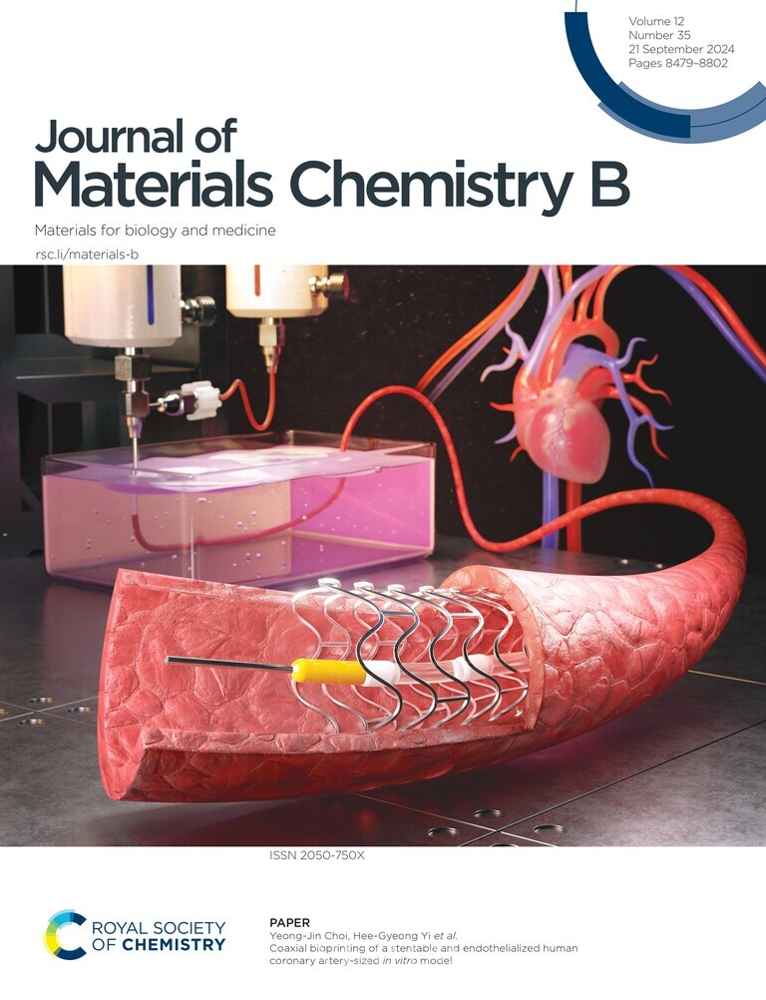 Volume 12
Number 35
21 September 2024
Pages 8479–8802
Journal of
Materials Chemistry B
Materials for biology and medicine
rsc.li/materials-b
ISSN 2050-750X
ROYAL SOCIETY
OF CHEMISTRY
PAPER
Yeong-Jin Choi, Hee-Gyeong Yi et al.
Coaxial bioprinting of a stentable and endothelialized human
coronary artery-sized in vitro model